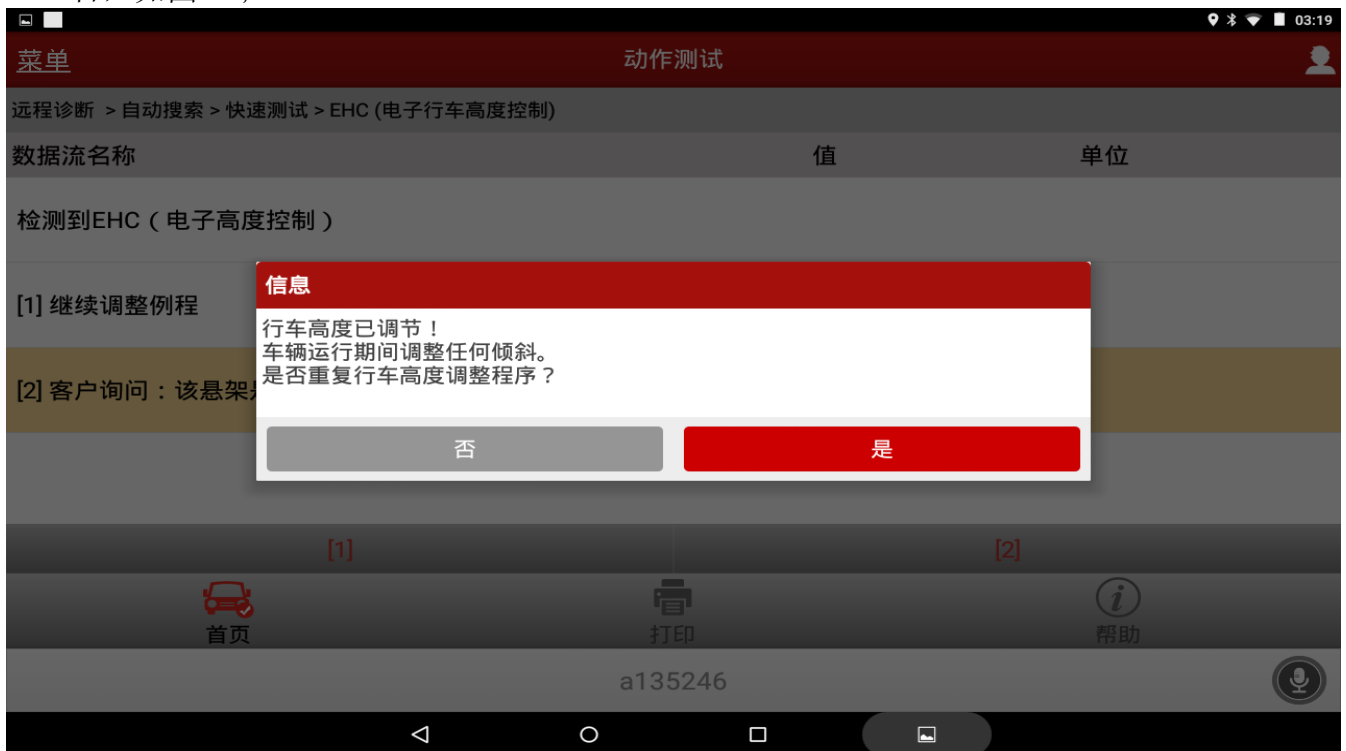 03:19
菜单
动作测试
远程诊断 > 自动搜索 > 快速测试 > EHC (电子行车高度控制)
数据流名称 值 单位
检测到EHC（电子高度控制）
[1] 继续调整例程
[2] 客户询问：该悬架
信息
行车高度已调节！
车辆运行期间调整任何倾斜。
是否重复行车高度调整程序？
否 是
[1] [2]
首页 打印 帮助
a135246